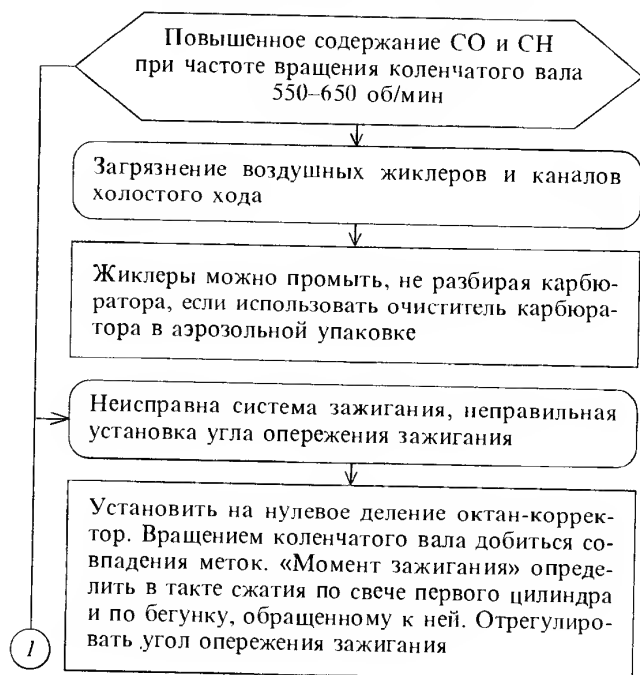 Повышенное содержание СО и СН
при частоте вращения коленчатого вала
550–650 об/мин
Загрязнение воздушных жиклеров и каналов
холостого хода
Жиклеры можно промыть, не разбирая карбю-
ратора, если использовать очиститель карбюра-
тора в аэрозольной упаковке
Неисправна система зажигания, неправильная
установка угла опережения зажигания
Установить на нулевое деление октан-коррек-
тор. Вращением коленчатого вала добиться со-
впадения меток. «Момент зажигания» опреде-
лить в такте сжатия по свече первого цилиндра
и по бегунку, обращенному к ней. Отрегулиро-
вать угол опережения зажигания
1